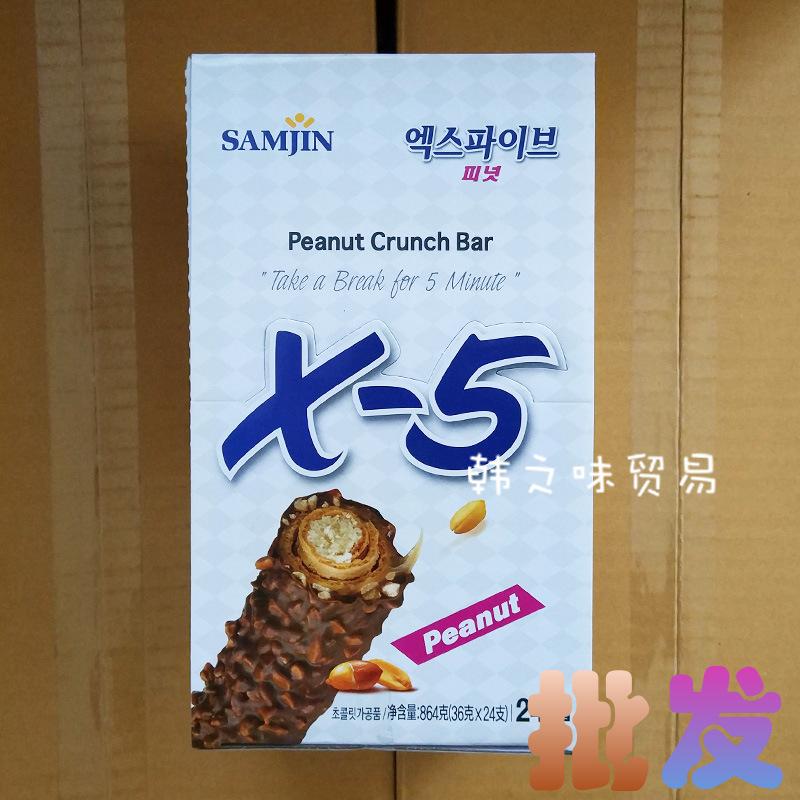 SAMJIN 엑스파이브
피넛
Peanut Crunch Bar
"Take a Break for 5 Minute"
X-5
韩之味贸易
Peanut
초콜릿가공품/净含量:864克(36克×24支)
批发